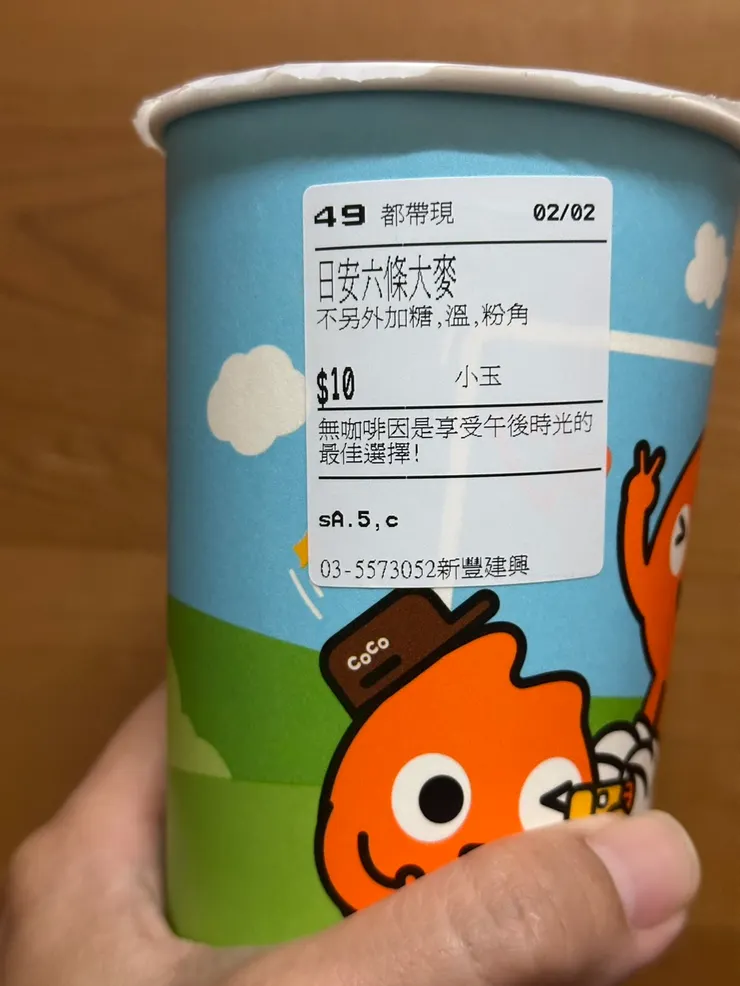 49 都帶現 02/02
日安六條大麥
不另外加糖,溫,粉角
$10 小玉
無咖啡因是享受午後時光的
最佳選擇!
sA.5,c
03-5573052新豐建興
CoCo